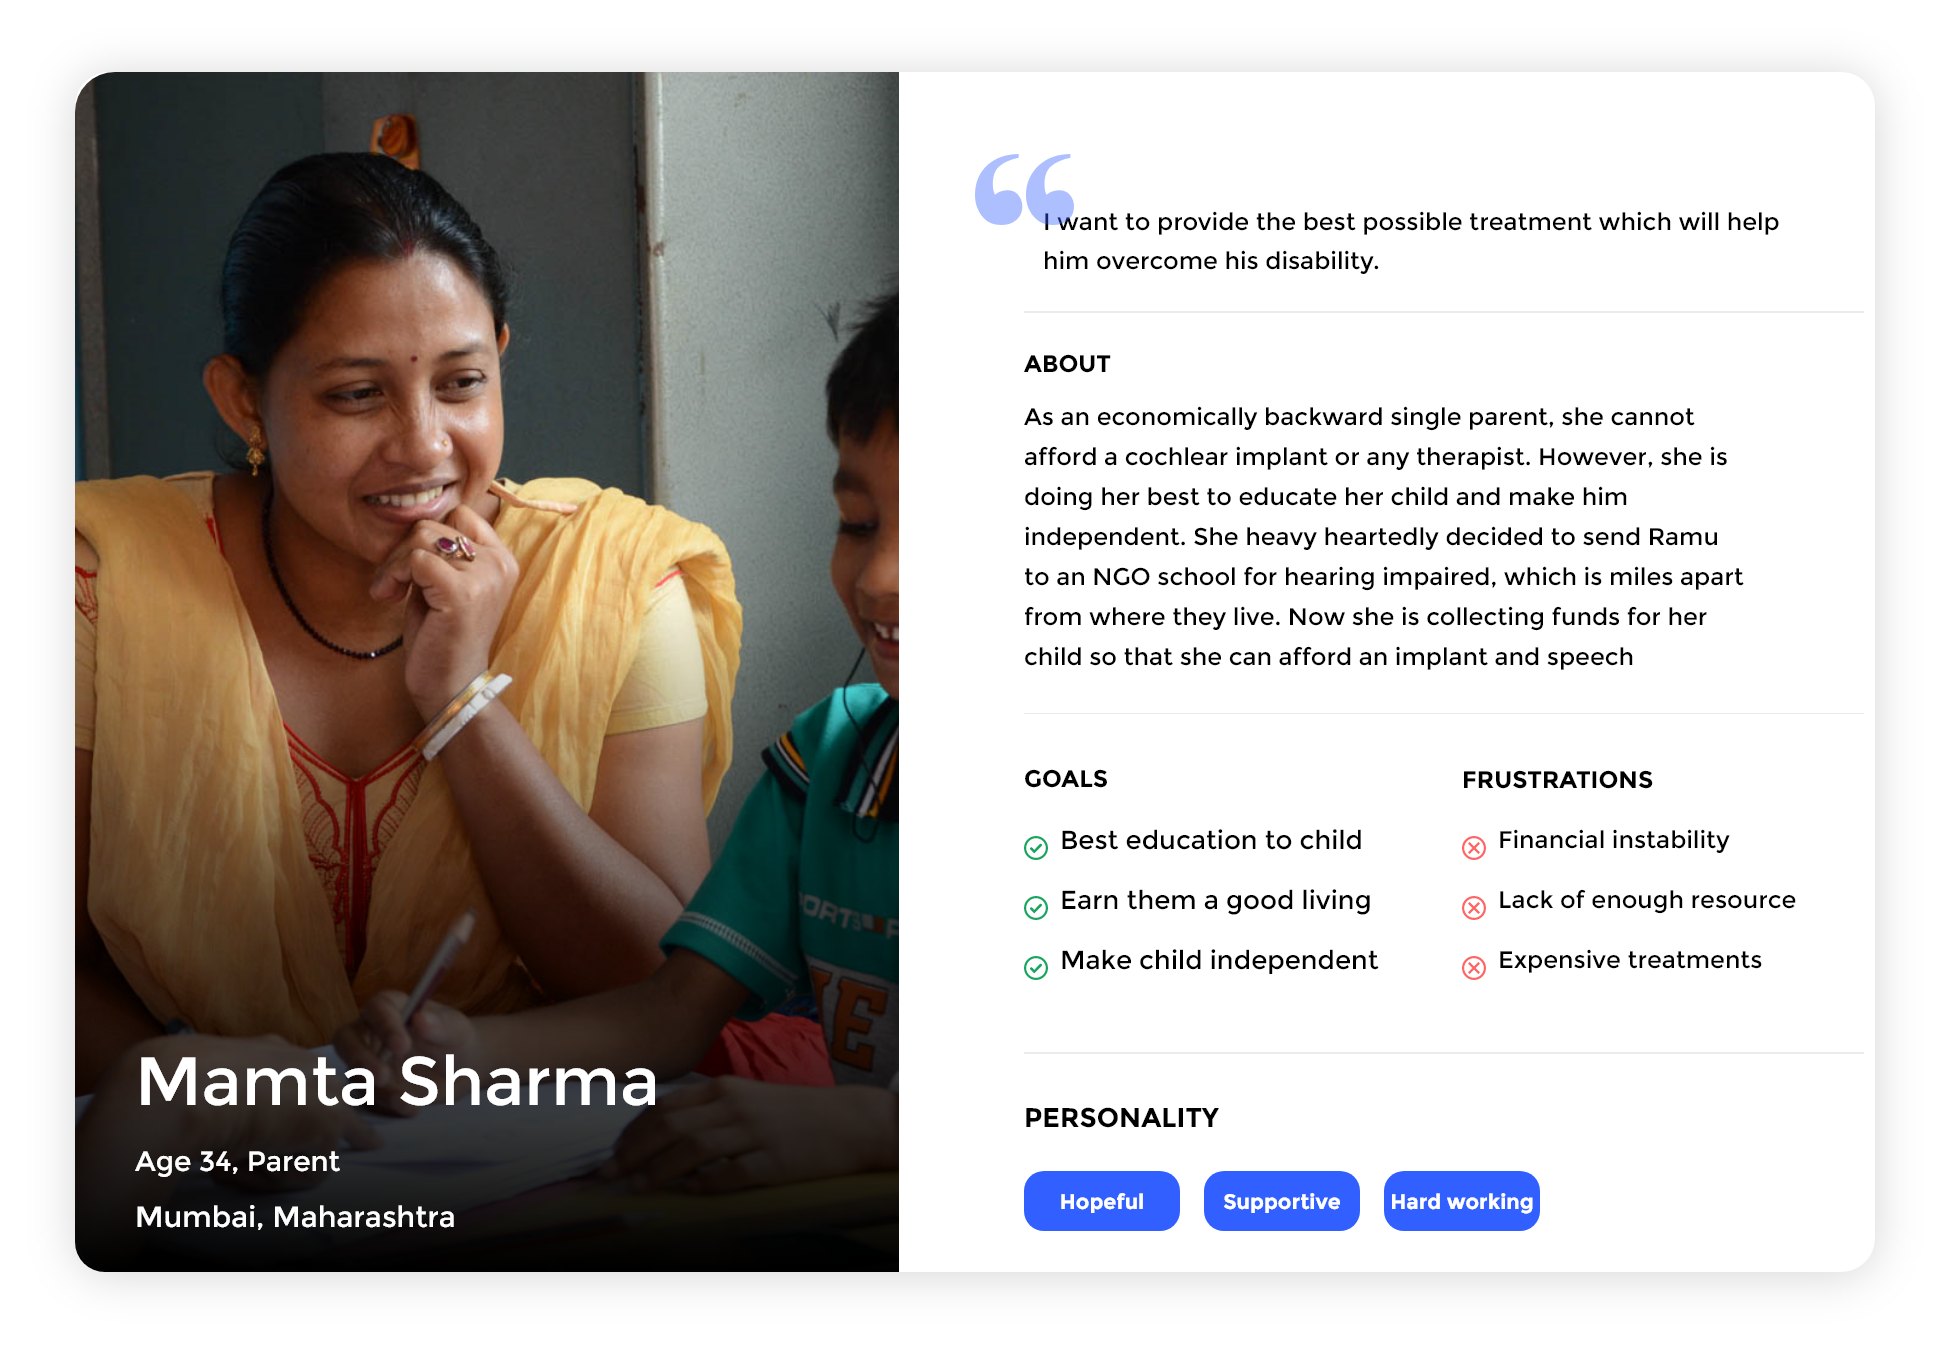 I want to provide the best possible treatment which will help
him overcome his disability.
ABOUT
As an economically backward single parent, she cannot
afford a cochlear implant or any therapist. However, she is
doing her best to educate her child and make him
independent. She heavy heartedly decided to send Ramu
to an NGO school for hearing impaired, which is miles apart
from where they live. Now she is collecting funds for her
child so that she can afford an implant and speech
GOALS
Best education to child
Earn them a good living
Make child independent
FRUSTRATIONS
Financial instability
Lack of enough resource
Expensive treatments
PERSONALITY
Hopeful
Supportive
Hard working
Mamta Sharma
Age 34, Parent
Mumbai, Maharashtra